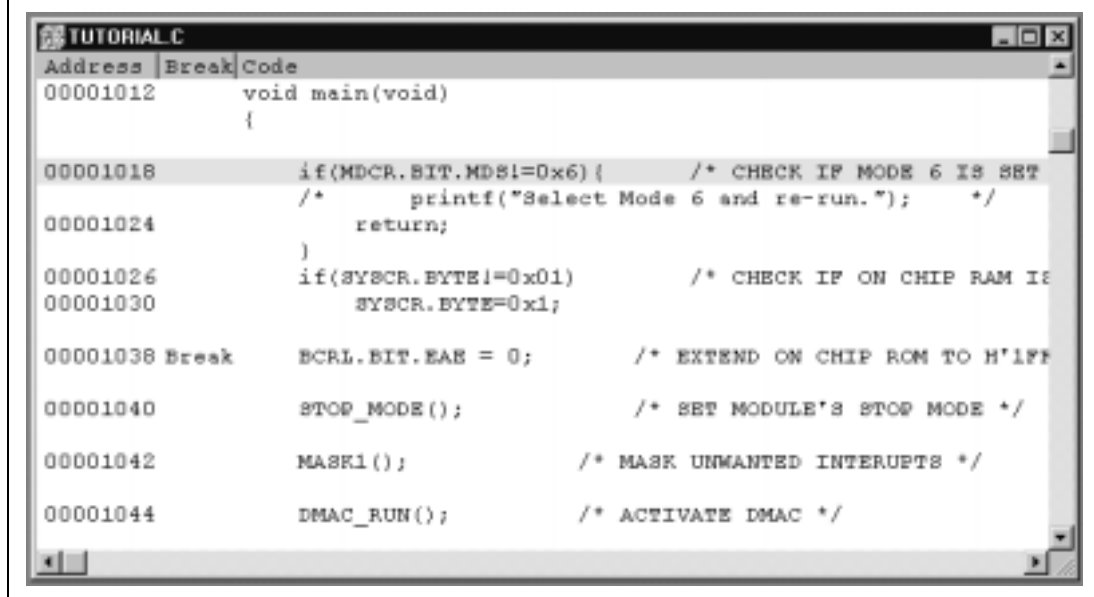 TUTORIAL.C
Address Break Code
00001012 void main(void)
{
00001018 if(MDCR.BIT.MDS!=0x6){ /* CHECK IF MODE 6 IS SET
/* printf("Select Mode 6 and re-run."); */
00001024 return;
}
00001026 if(SYSCR.BYTE!=0x01) /* CHECK IF ON CHIP RAM IS
00001030 SYSCR.BYTE=0x1;
00001038 Break BCRL.BIT.EAE = 0; /* EXTEND ON CHIP ROM TO H'1FF
00001040 STOP_MODE(); /* SET MODULE'S STOP MODE */
00001042 MASK1(); /* MASK UNWANTED INTERUPTS */
00001044 DMAC_RUN(); /* ACTIVATE DMAC */